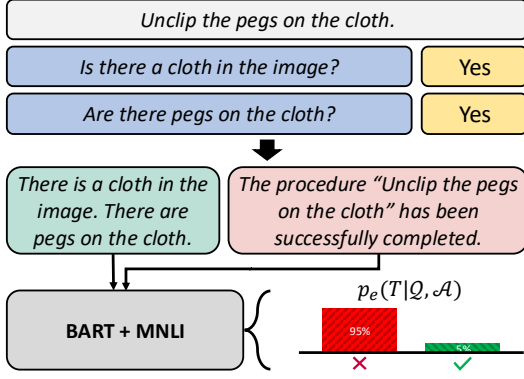 Unclip the pegs on the cloth.
Is there a cloth in the image?
Yes
Are there pegs on the cloth?
Yes
There is a cloth in the
image. There are
pegs on the cloth.
The procedure “Unclip the pegs
on the cloth” has been
successfully completed.
BART + MNLI
𝑝ₑ(𝑇|𝒬, 𝒜)
95%
5%